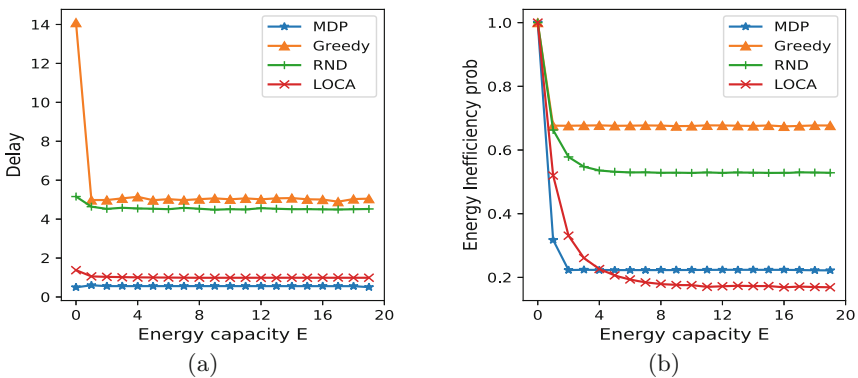 14
12
10
8
6
4
2
0
Delay
0
4
8
12
16
20
Energy capacity E
MDP
Greedy
RND
LOCA
(a)
1.0
0.8
0.6
0.4
0.2
Energy Inefficiency prob
0
4
8
12
16
20
Energy capacity E
MDP
Greedy
RND
LOCA
(b)